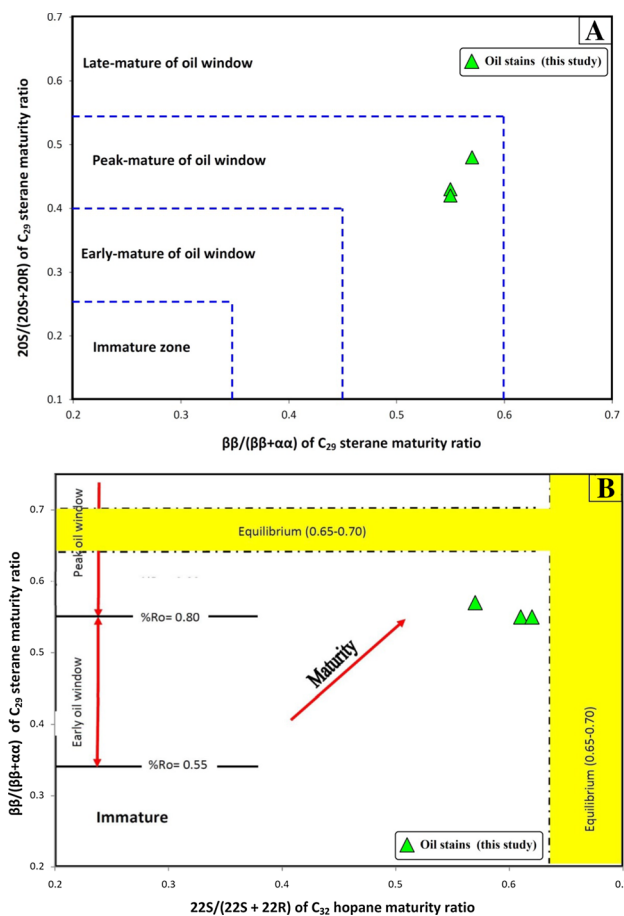 A
Oil stains (this study)
Late-mature of oil window
Peak-mature of oil window
Early-mature of oil window
Immature zone
20S/(20S+20R) of C29 sterane maturity ratio
0.7
0.6
0.5
0.4
0.3
0.2
0.1
0.2 0.3 0.4 0.5 0.6 0.7
ββ/(ββ+αα) of C29 sterane maturity ratio
B
Equilibrium (0.65-0.70)
Peak oil window
%Ro= 0.80
Early oil window
%Ro= 0.55
Maturity
Immature
Equilibrium (0.65-0.70)
Oil stains (this study)
ββ/(ββ+αα) of C29 sterane maturity ratio
0.7
0.6
0.5
0.4
0.3
0.2
0.2 0.3 0.4 0.5 0.6
22S/(22S + 22R) of C32 hopane maturity ratio